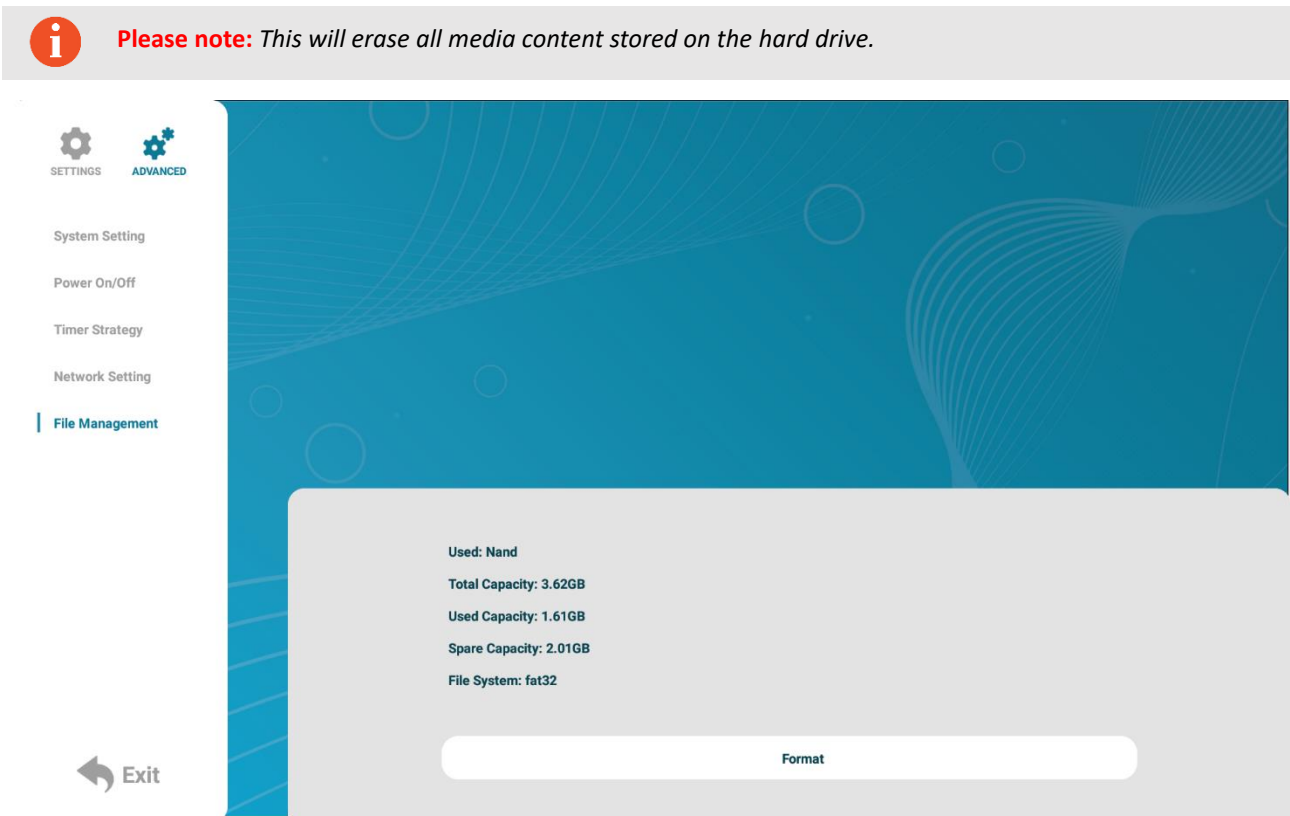 Please note: This will erase all media content stored on the hard drive.
SETTINGS ADVANCED
System Setting
Power On/Off
Timer Strategy
Network Setting
File Management
Used: Nand
Total Capacity: 3.62GB
Used Capacity: 1.61GB
Spare Capacity: 2.01GB
File System: fat32
Format
Exit